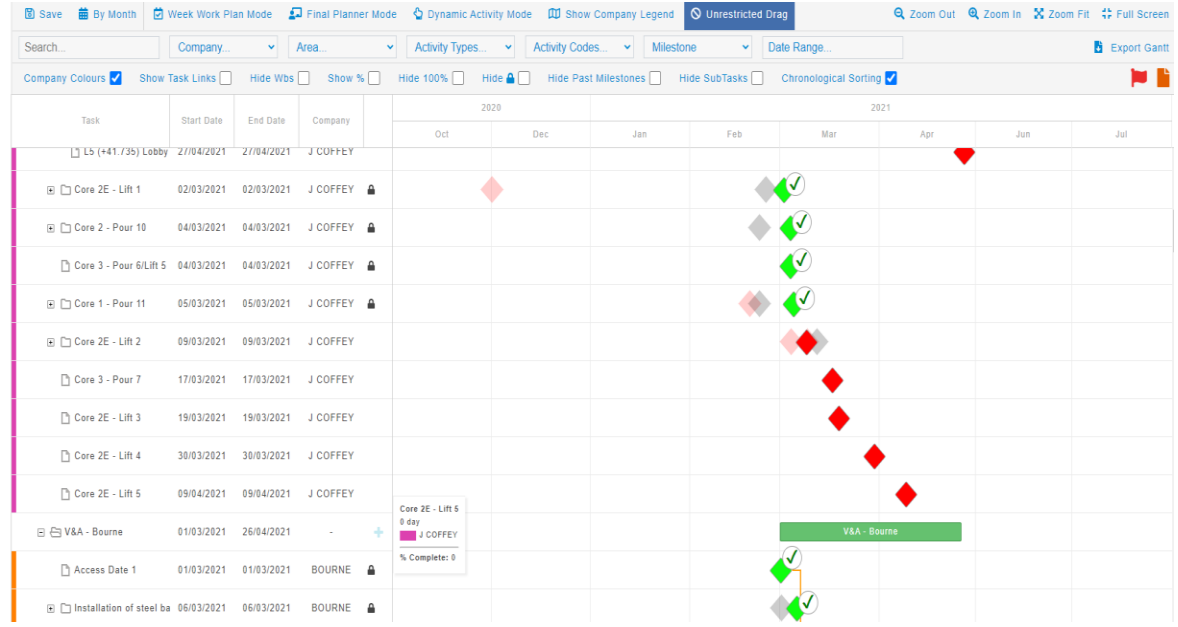 Save By Month Week Work Plan Mode Final Planner Mode Dynamic Activity Mode Show Company Legend Unrestricted Drag Zoom Out Zoom In Zoom Fit Full Screen
Search... Company... Area... Activity Types... Activity Codes... Milestone Date Range... Export Gantt
Company Colours Show Task Links Hide Wbs Show % Hide 100% Hide Hide Past Milestones Hide SubTasks Chronological Sorting
Task Start Date End Date Company
2020 2021
Oct Dec Jan Feb Mar Apr Jun Jul
L5 (+41.735) Lobby 27/04/2021 27/04/2021 J COFFEY
Core 2E - Lift 1 02/03/2021 02/03/2021 J COFFEY
Core 2 - Pour 10 04/03/2021 04/03/2021 J COFFEY
Core 3 - Pour 6/Lift 5 04/03/2021 04/03/2021 J COFFEY
Core 1 - Pour 11 05/03/2021 05/03/2021 J COFFEY
Core 2E - Lift 2 09/03/2021 09/03/2021 J COFFEY
Core 3 - Pour 7 17/03/2021 17/03/2021 J COFFEY
Core 2E - Lift 3 19/03/2021 19/03/2021 J COFFEY
Core 2E - Lift 4 30/03/2021 30/03/2021 J COFFEY
Core 2E - Lift 5 09/04/2021 09/04/2021 J COFFEY
Core 2E - Lift 5
0 day
J COFFEY
% Complete: 0
V&A - Bourne 01/03/2021 26/04/2021 - V&A - Bourne
Access Date 1 01/03/2021 01/03/2021 BOURNE
Installation of steel ba 06/03/2021 06/03/2021 BOURNE